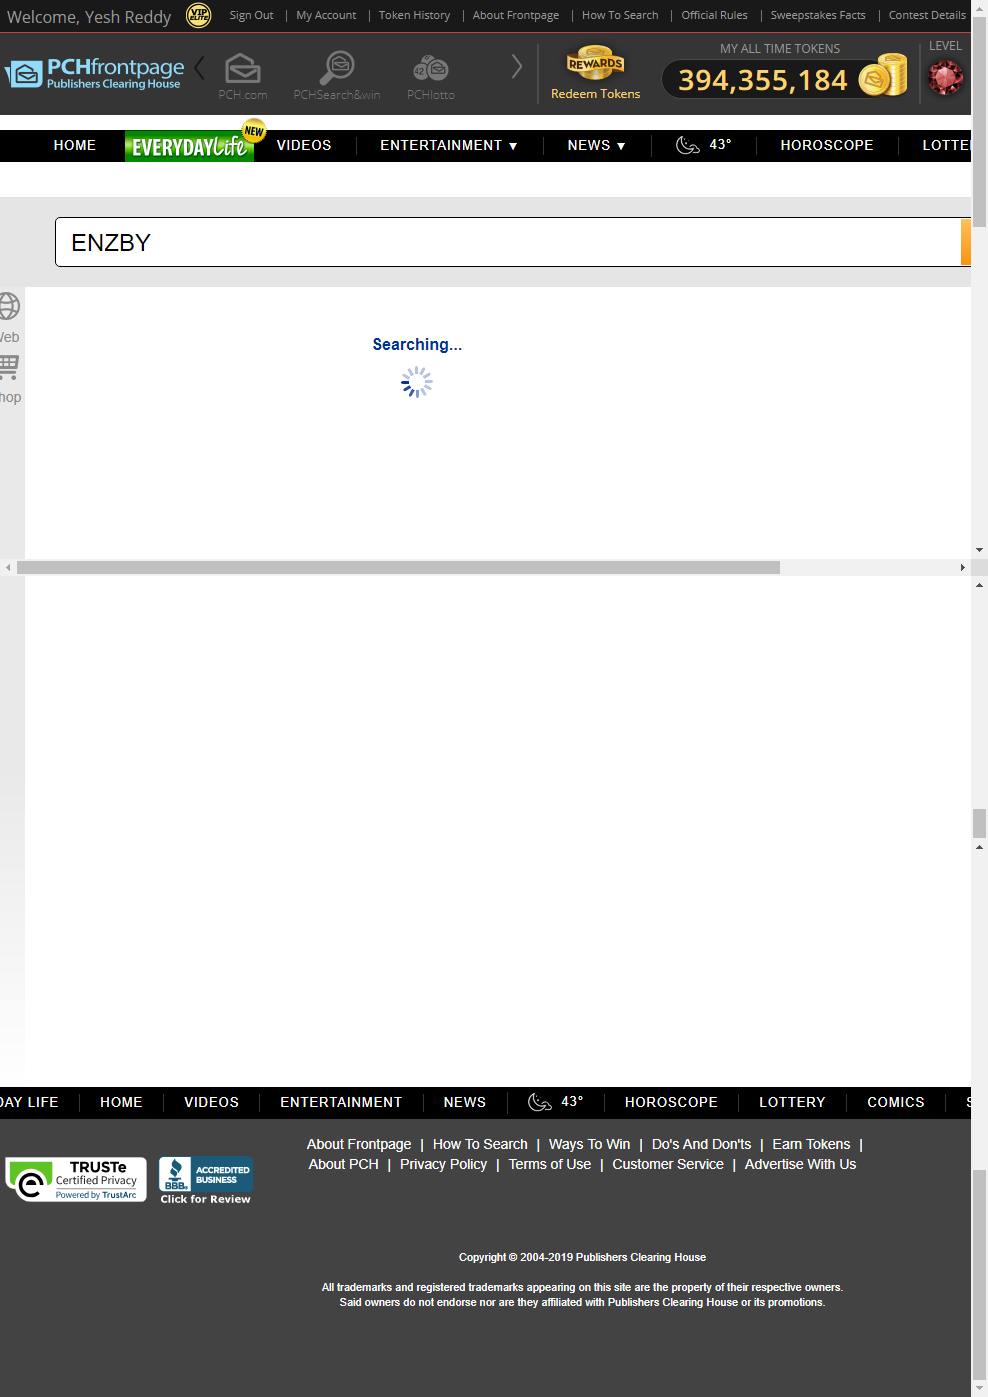 Welcome, Yesh Reddy VIP ELITE Sign Out | My Account | Token History | About Frontpage | How To Search | Official Rules | Sweepstakes Facts | Contest Details
PCHfrontpage
Publishers Clearing House
PCH.com PCHSearch&win PCHlotto
REWARDS
Redeem Tokens
MY ALL TIME TOKENS
394,355,184
LEVEL
HOME EVERYDAY Life NEW VIDEOS ENTERTAINMENT ▼ NEWS ▼ 43° HOROSCOPE LOTTE
ENZBY
Web
hop
Searching...
DAY LIFE HOME VIDEOS ENTERTAINMENT NEWS 43° HOROSCOPE LOTTERY COMICS S
About Frontpage | How To Search | Ways To Win | Do's And Don'ts | Earn Tokens |
About PCH | Privacy Policy | Terms of Use | Customer Service | Advertise With Us
TRUSTe
Certified Privacy
Powered by TrustArc
BBB
ACCREDITED
BUSINESS
Click for Review
Copyright © 2004-2019 Publishers Clearing House
All trademarks and registered trademarks appearing on this site are the property of their respective owners.
Said owners do not endorse nor are they affiliated with Publishers Clearing House or its promotions.